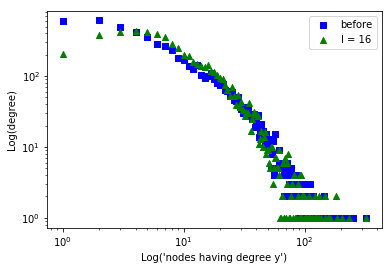 before
l = 16
Log(degree)
10²
10¹
10⁰
10⁰
10¹
10²
Log('nodes having degree y')